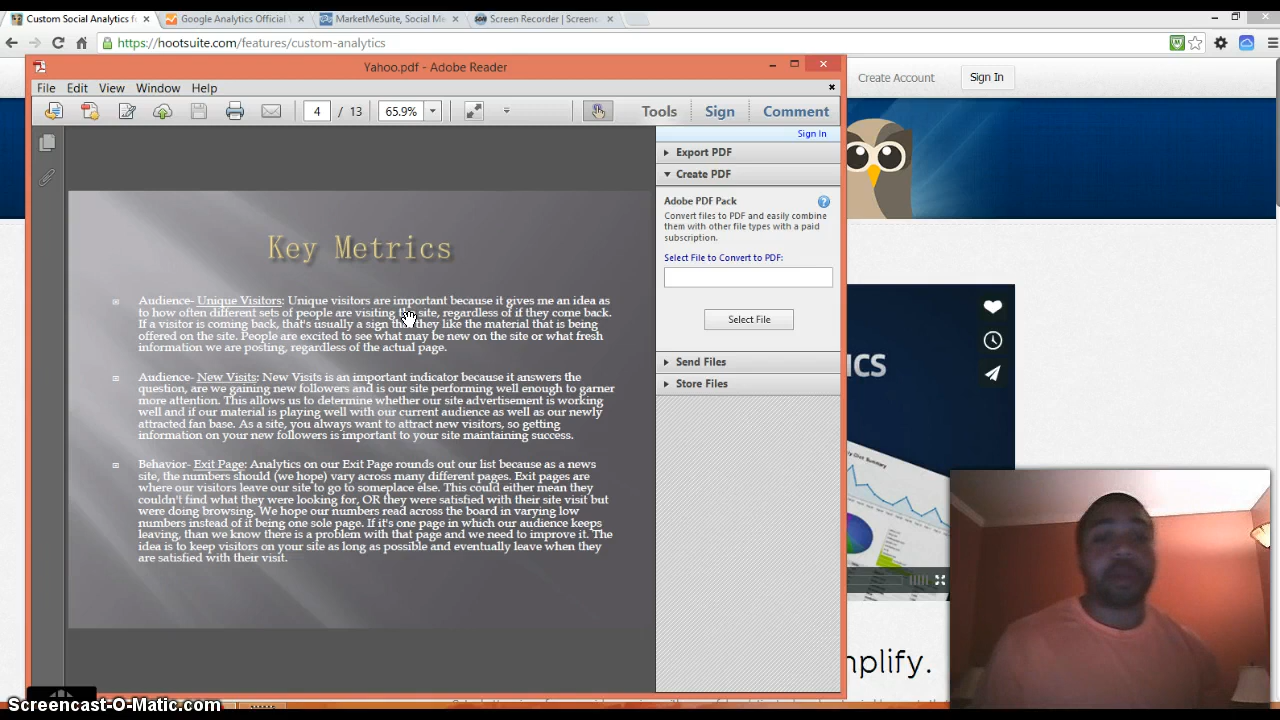 Custom Social Analytics f
Google Analytics Official
MarketMeSuite, Social M
Screen Recorder | Screenc
https://hootsuite.com/features/custom-analytics
Yahoo.pdf - Adobe Reader
Create Account
Sign In
File Edit View Window Help
4 / 13
65.9%
Tools
Sign
Comment
Sign In
Export PDF
Create PDF
Adobe PDF Pack
Convert files to PDF and easily combine
them with other file types with a paid
subscription.
Select File to Convert to PDF:
Select File
Send Files
Store Files
Key Metrics
Audience- Unique Visitors: Unique visitors are important because it gives me an idea as
to how often different sets of people are visiting the site, regardless of if they come back.
If a visitor is coming back, that's usually a sign that they like the material that is being
offered on the site. People are excited to see what may be new on the site or what fresh
information we are posting, regardless of the actual page.
Audience- New Visits: New Visits is an important indicator because it answers the
question, are we gaining new followers and is our site performing well enough to garner
more attention. This allows us to determine whether our site advertisement is working
well and if our material is playing well with our current audience as well as our newly
attracted fan base. As a site, you always want to attract new visitors, so getting
information on your new followers is important to your site maintaining success.
Behavior- Exit Page: Analytics on our Exit Page rounds out our list because as a news
site, the numbers should (we hope) vary across many different pages. Exit pages are
where our visitors leave our site to go to someplace else. This could either mean they
couldn't find what they were looking for, OR they were satisfied with their site visit but
were doing browsing. We hope our numbers read across the board in varying low
numbers instead of it being one sole page. If it's one page in which our audience keeps
leaving, than we know there is a problem with that page and we need to improve it. The
idea is to keep visitors on your site as long as possible and eventually leave when they
are satisfied with their visit.
ICS
mplify.
Screencast-O-Matic.com